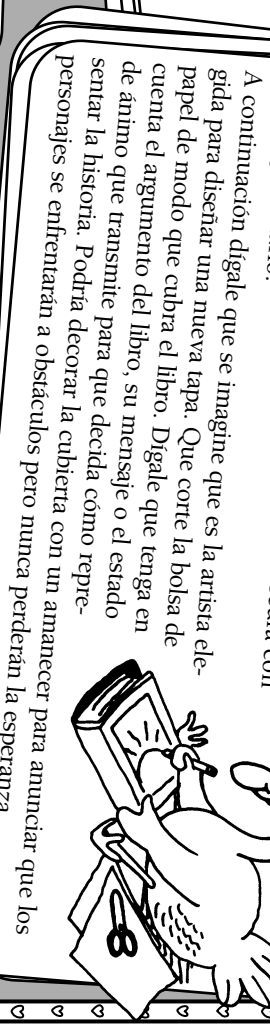 A continuación dígale que se imagine que es la artista ele-
gida para diseñar una nueva tapa. Que corte la bolsa de
papel de modo que cubra el libro. Dígale que tenga en
cuenta el argumento del libro, su mensaje o el estado
de ánimo que transmite para que decida cómo repre-
sentar la historia. Podría decorar la cubierta con un amanecer para anunciar que los
personajes se enfrentarán a obstáculos pero nunca perderán la esperanza